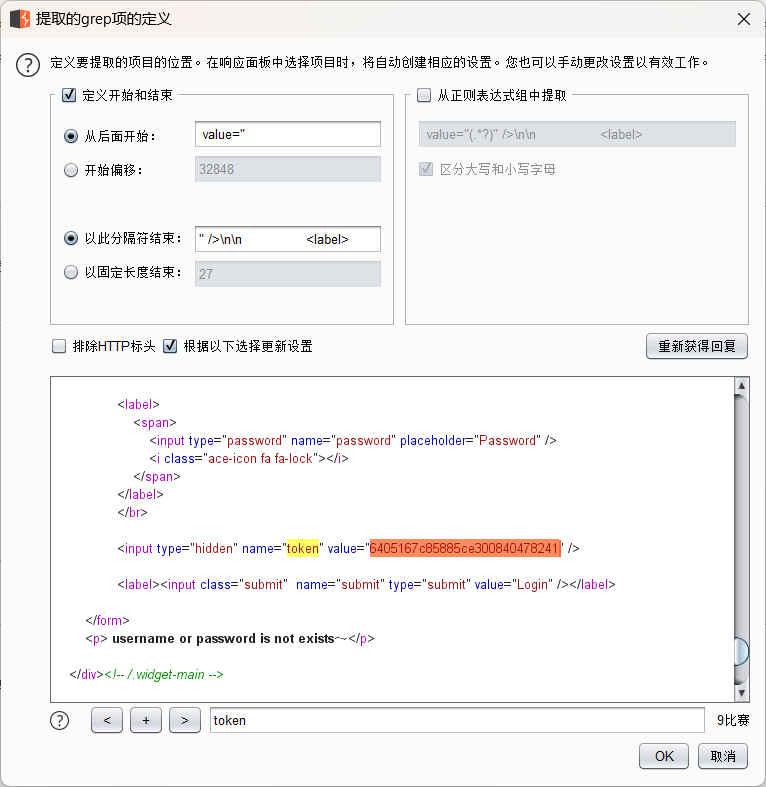 提取的grep项的定义
定义要提取的项目的位置。在响应面板中选择项目时，将自动创建相应的设置。您也可以手动更改设置以有效工作。
定义开始和结束
从后面开始： value="
开始偏移： 32848
以此分隔符结束： " />\n\n <label>
以固定长度结束： 27
从正则表达式组中提取
value="(.*?)" />\n\n <label>
区分大写和小写字母
排除HTTP标头 根据以下选择更新设置
重新获得回复
<label>
<span>
<input type="password" name="password" placeholder="Password" />
<i class="ace-icon fa fa-lock"></i>
</span>
</label>
</br>
<input type="hidden" name="token" value="6405167c85885ce300840478241" />
<label><input class="submit" name="submit" type="submit" value="Login" /></label>
</form>
<p> username or password is not exists～</p>
</div><!-- /.widget-main -->
? < + > token 9比赛
OK 取消